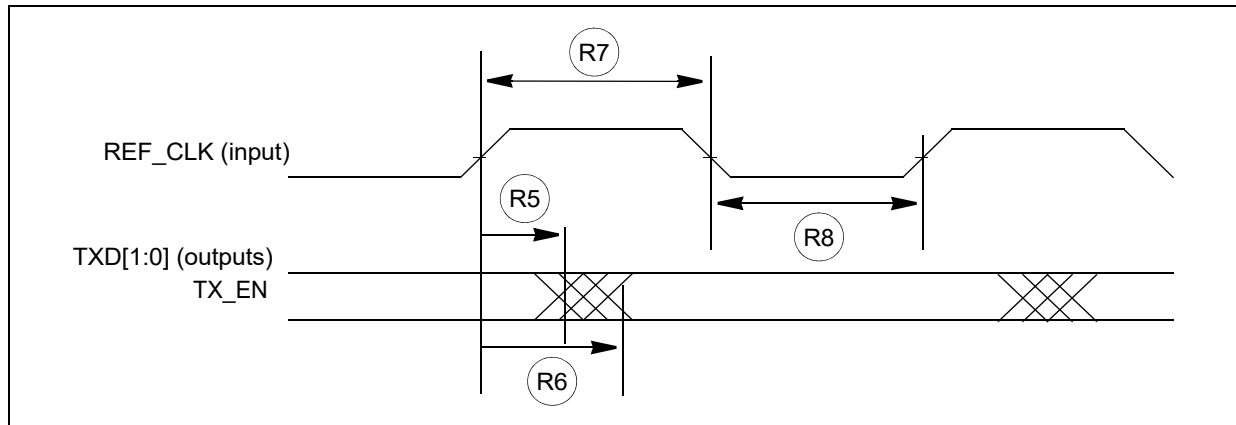 R7
REF_CLK (input)
R5
R8
TXD[1:0] (outputs)
TX_EN
R6